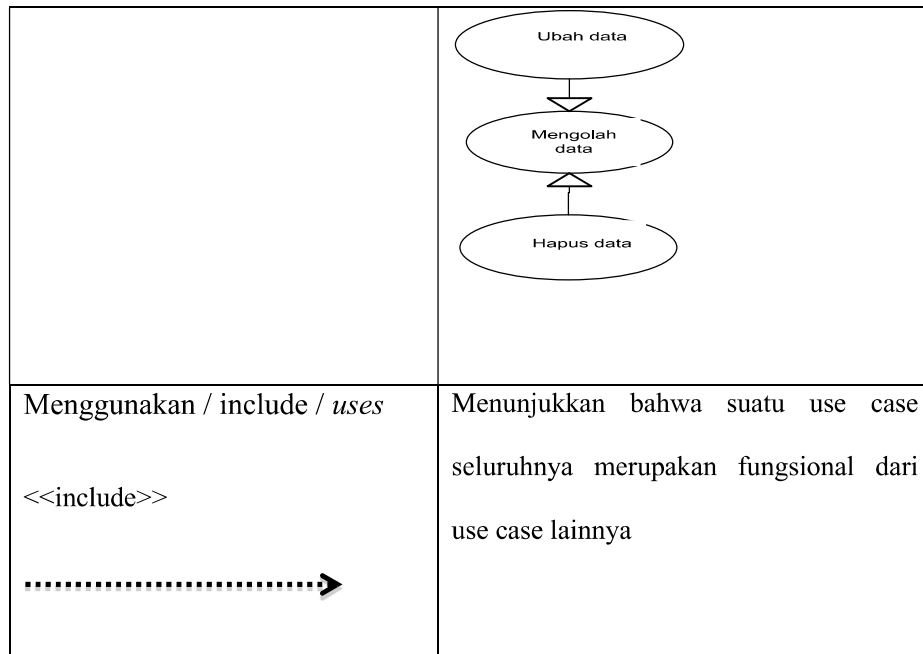 Ubah data
Mengolah
data
Hapus data
Menggunakan / include / uses
<<include>>
Menunjukkan bahwa suatu use case
seluruhnya merupakan fungsional dari
use case lainnya